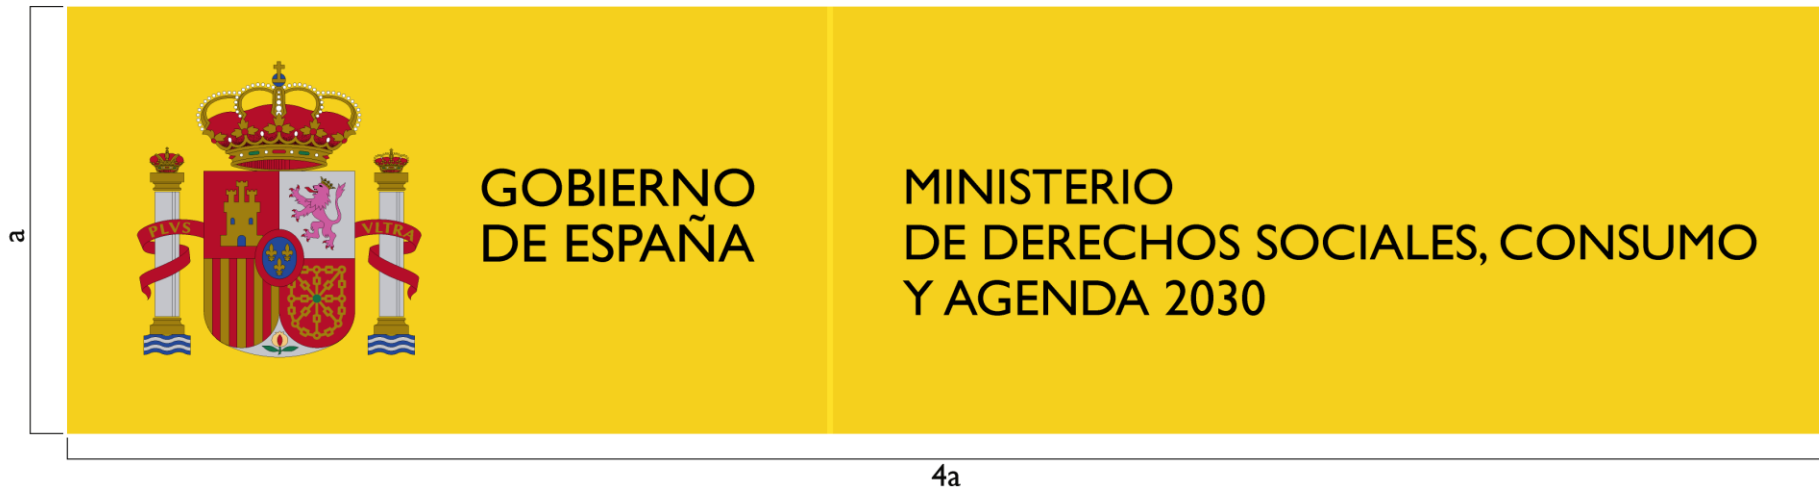 a
PLVS
VLTRA
GOBIERNO
DE ESPAÑA
MINISTERIO
DE DERECHOS SOCIALES, CONSUMO
Y AGENDA 2030
4a